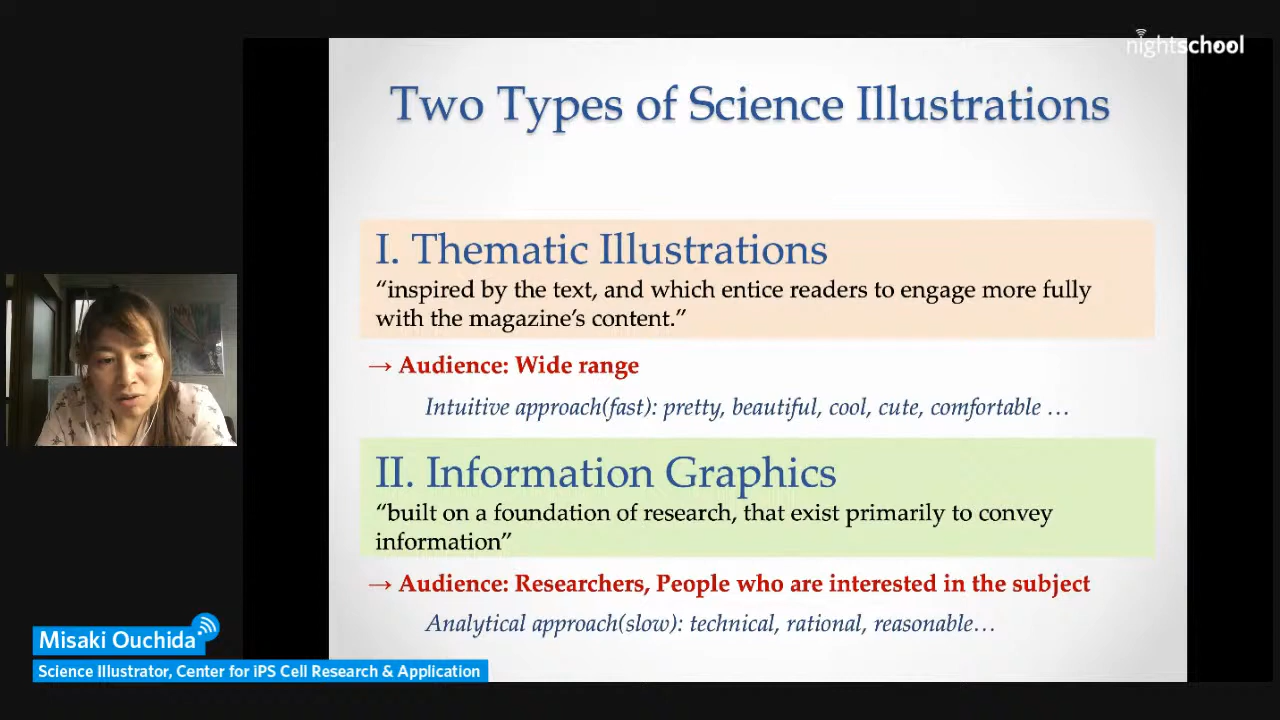 nightschool
Two Types of Science Illustrations
I. Thematic Illustrations
“inspired by the text, and which entice readers to engage more fully
with the magazine’s content.”
→ Audience: Wide range
Intuitive approach(fast): pretty, beautiful, cool, cute, comfortable …
II. Information Graphics
“built on a foundation of research, that exist primarily to convey
information”
→ Audience: Researchers, People who are interested in the subject
Analytical approach(slow): technical, rational, reasonable…
Misaki Ouchida
Science Illustrator, Center for iPS Cell Research & Application